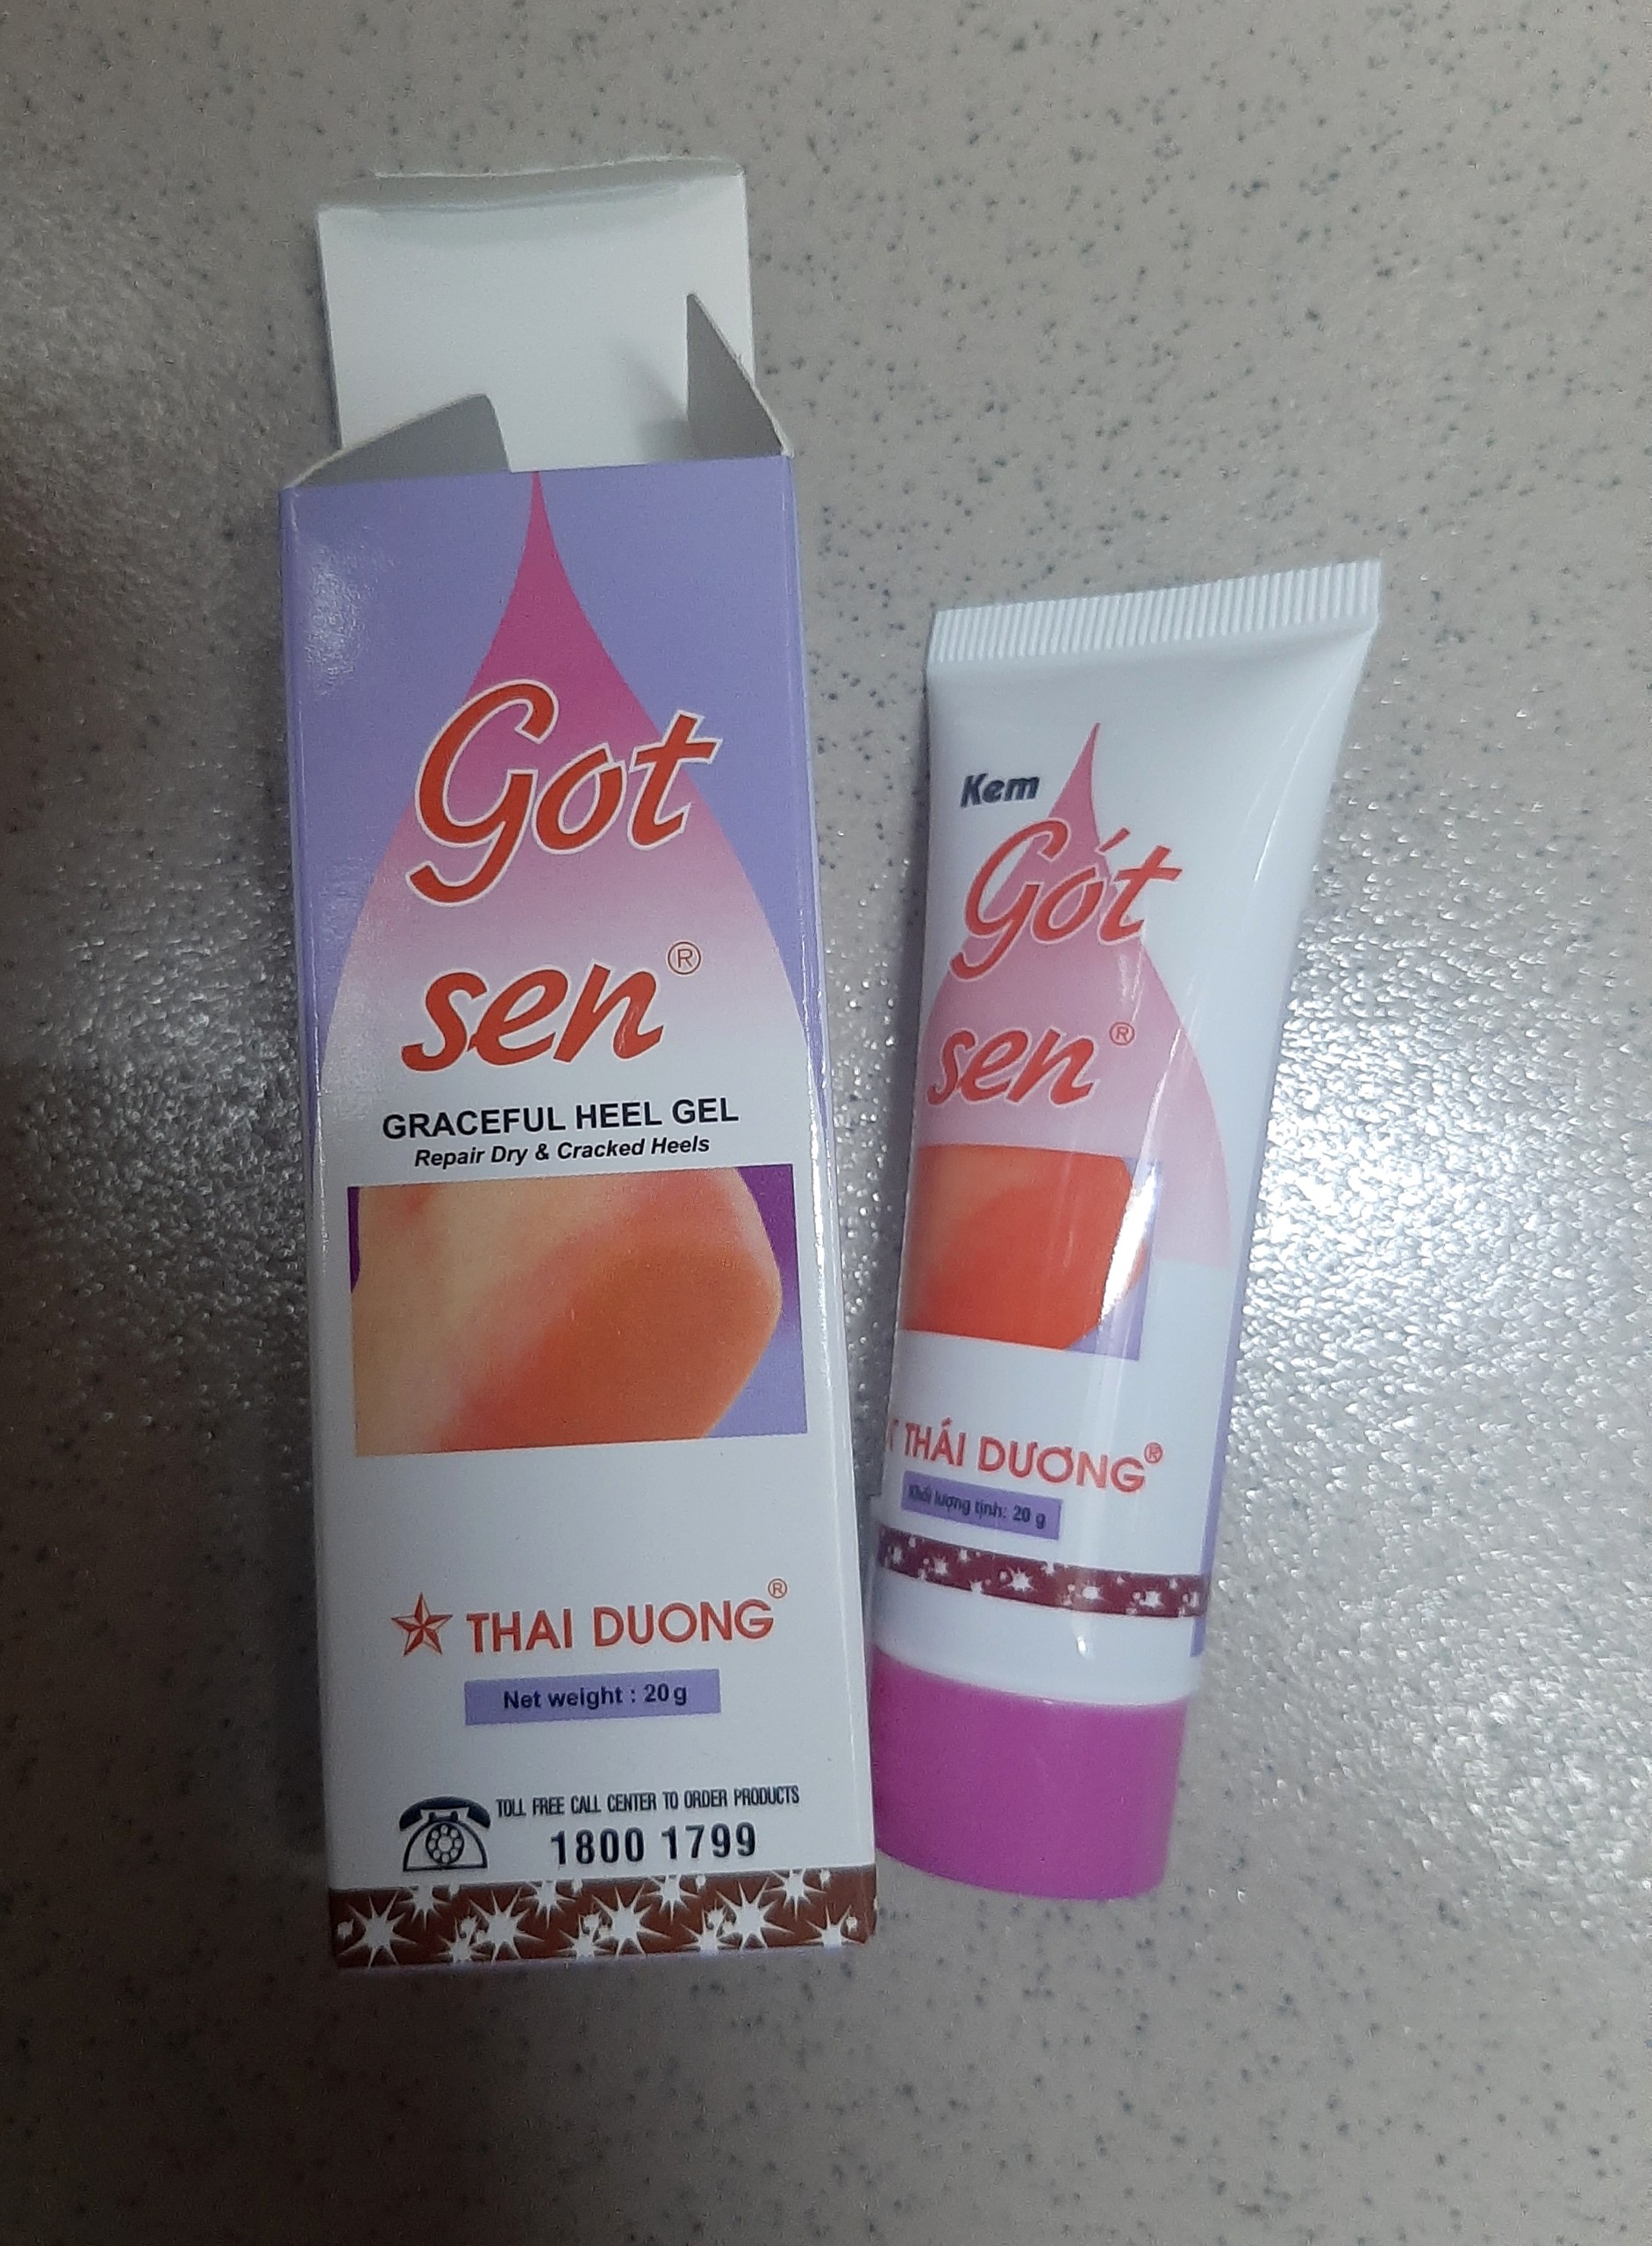 Got
sen®
GRACEFUL HEEL GEL
Repair Dry & Cracked Heels
THAI DUONG®
Net weight : 20g
TOLL FREE CALL CENTER TO ORDER PRODUCTS
1800 1799
Kem
Gót
sen®
THÁI DƯƠNG®
Khối lượng tịnh: 20 g